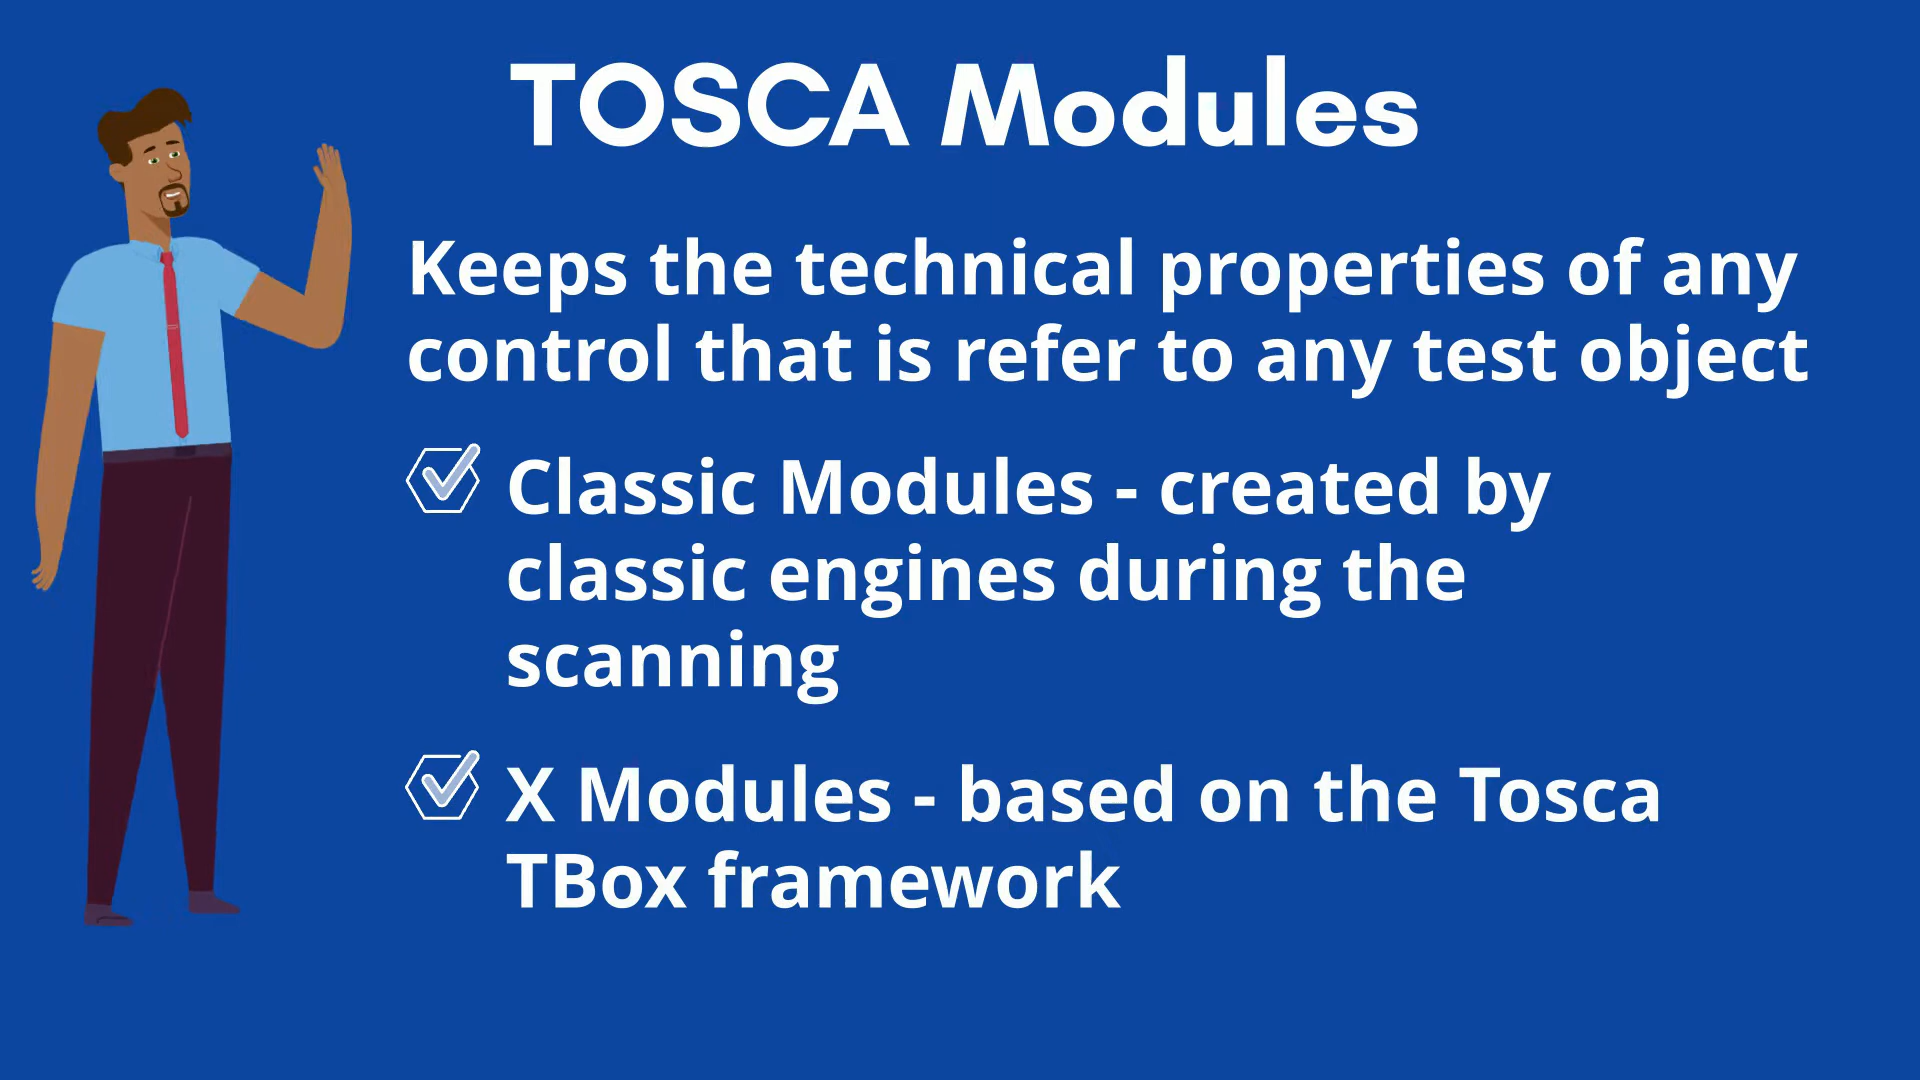 TOSCA Modules
Keeps the technical properties of any
control that is refer to any test object
Classic Modules - created by
classic engines during the
scanning
X Modules - based on the Tosca
TBox framework